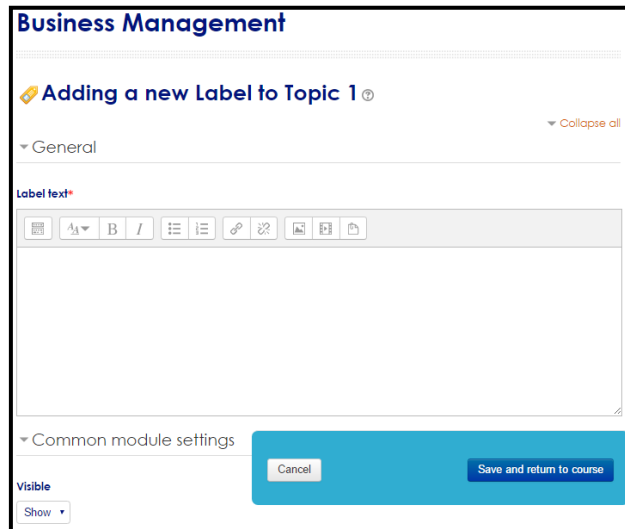 Business Management
Adding a new Label to Topic 1
Collapse all
General
Label text*
B I
Common module settings
Cancel
Save and return to course
Visible
Show